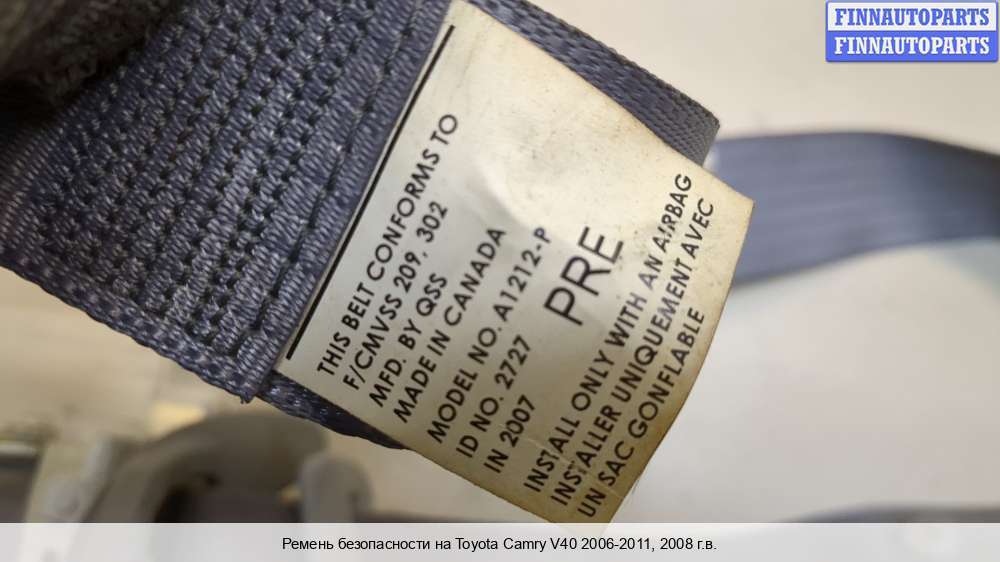 FINNAUTOPARTS
FINNAUTOPARTS
THIS BELT CONFORMS TO
F/CMVSS 209, 302
MFD. BY QSS
MADE IN CANADA
MODEL NO. A1212-P
ID NO. 2727
IN 2007
PRE
INSTALL ONLY WITH AN AIRBAG
INSTALLER UNIQUEMENT AVEC
UN SAC GONFLABLE
Ремень безопасности на Toyota Camry V40 2006-2011, 2008 г.в.